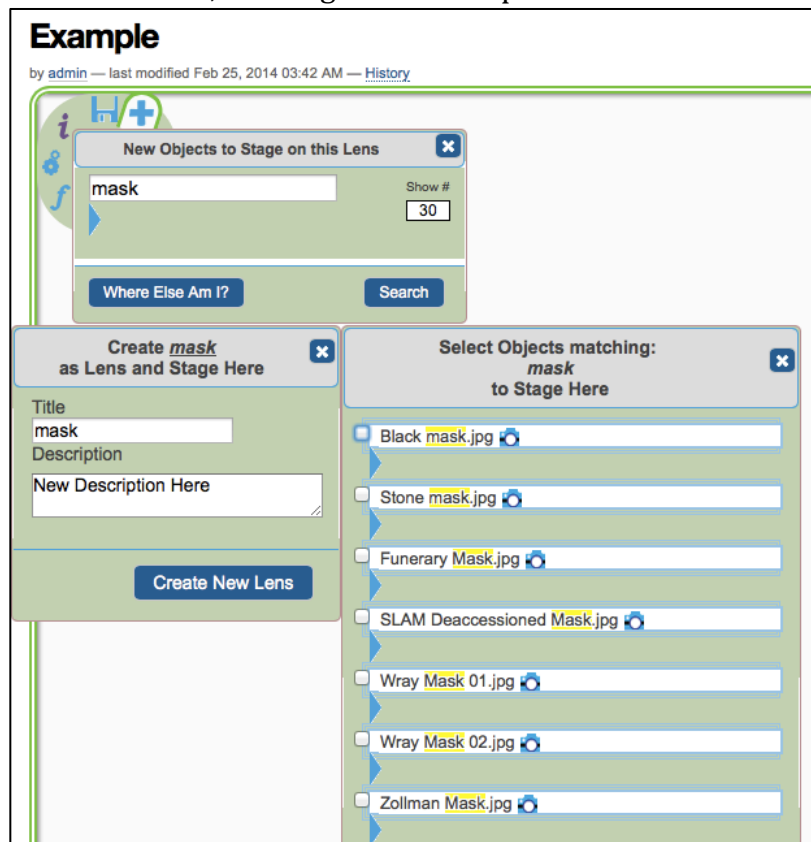 Example
by admin — last modified Feb 25, 2014 03:42 AM — History
i
f
New Objects to Stage on this Lens
mask
Show #
30
Where Else Am I?
Search
Create mask
as Lens and Stage Here
Title
mask
Description
New Description Here
Create New Lens
Select Objects matching:
mask
to Stage Here
Black mask.jpg
Stone mask.jpg
Funerary Mask.jpg
SLAM Deaccessioned Mask.jpg
Wray Mask 01.jpg
Wray Mask 02.jpg
Zollman Mask.jpg